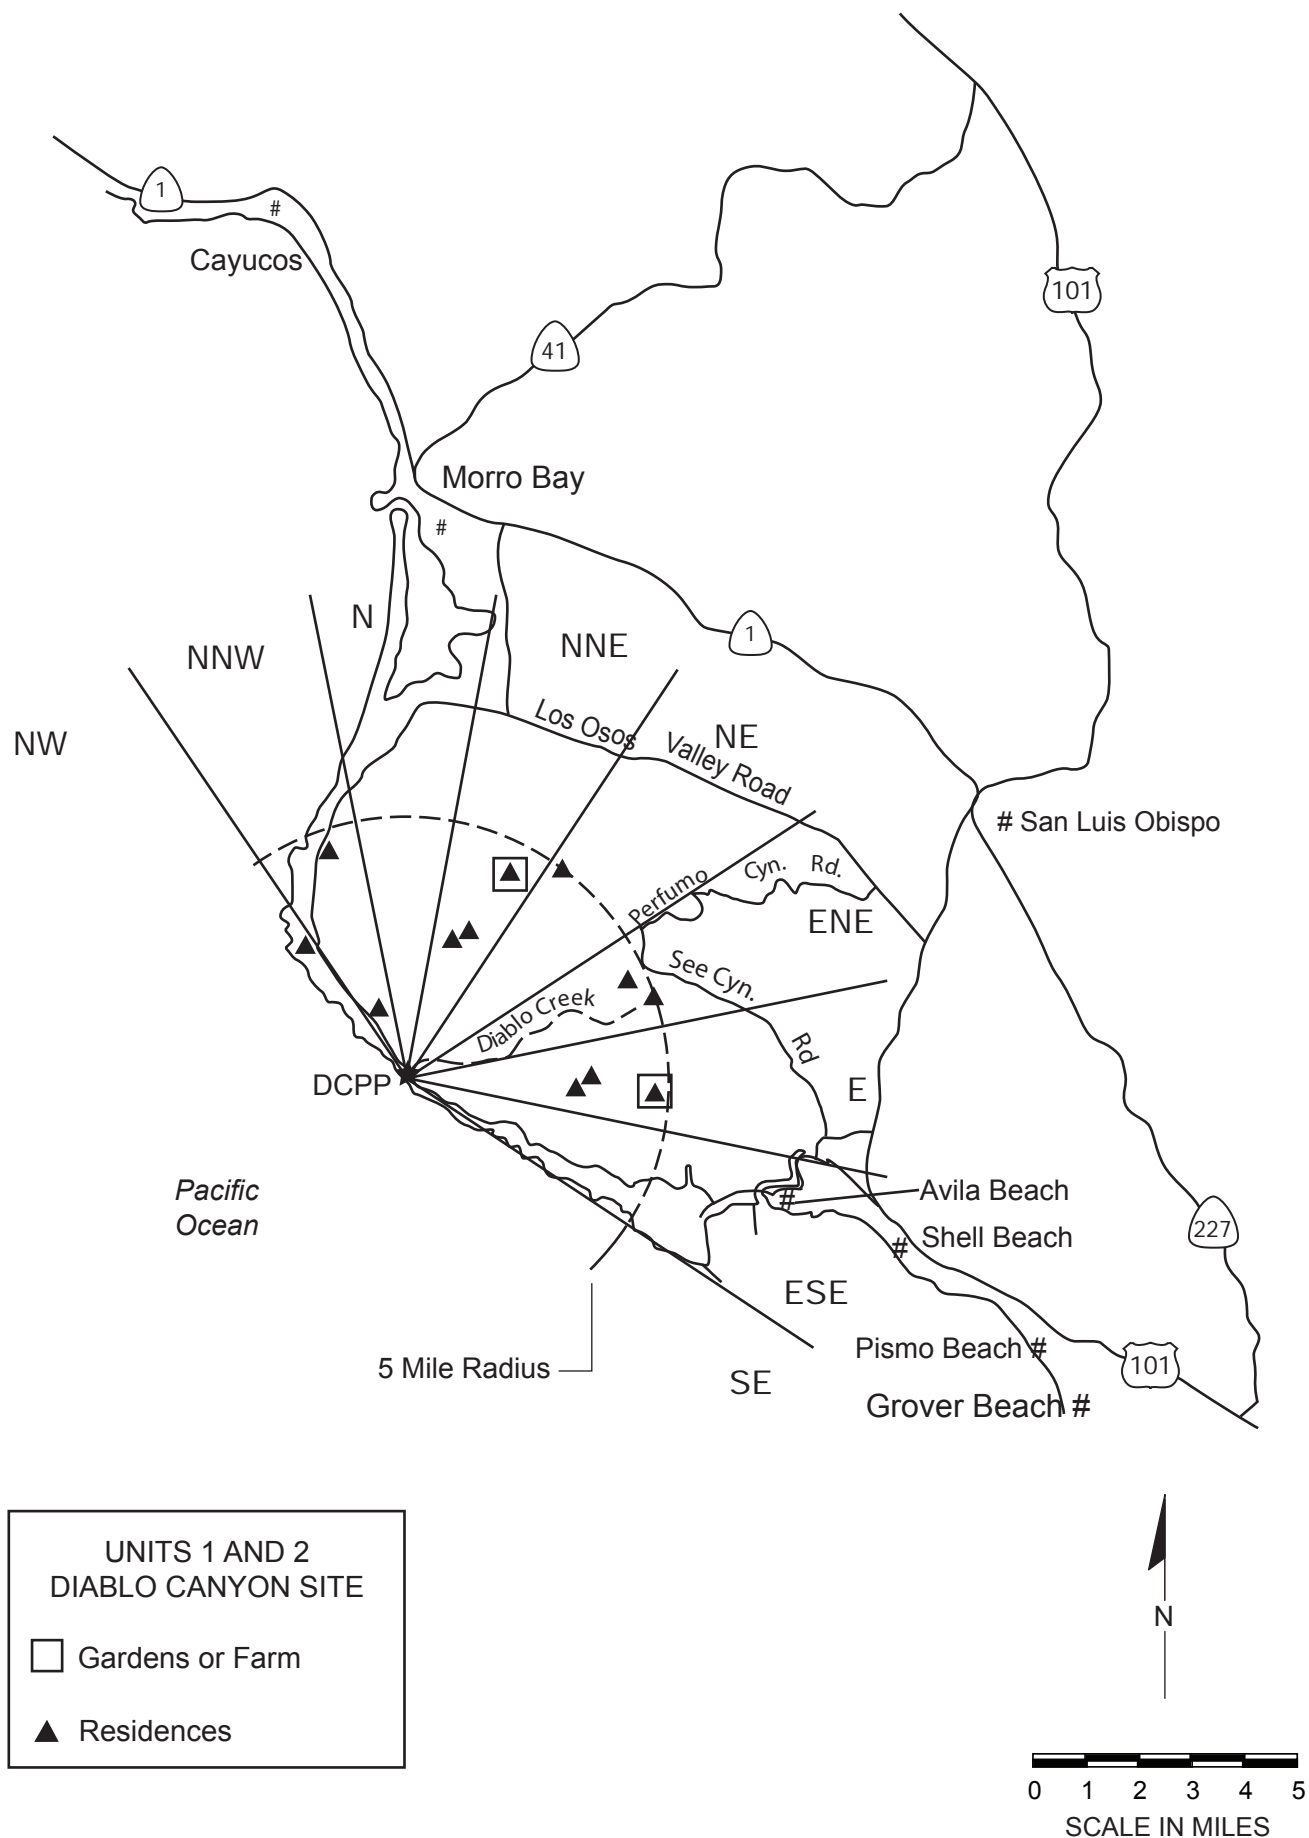 1
#
Cayucos
101
41
Morro Bay
#
N
NNW
NNE
1
NW
Los Osos
Valley Road
NE
# San Luis Obispo
Perfumo
Cyn. Rd.
ENE
See Cyn.
Rd
Diablo Creek
DCPP
E
Pacific
Ocean
Avila Beach
#
Shell Beach
#
227
ESE
Pismo Beach #
101
5 Mile Radius
SE
Grover Beach #
UNITS 1 AND 2
DIABLO CANYON SITE
Gardens or Farm
Residences
N
0 1 2 3 4 5
SCALE IN MILES